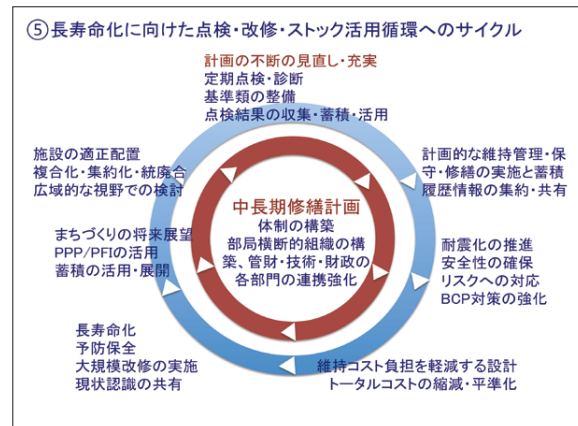 ⑤長寿命化に向けた点検・改修・ストック活用循環へのサイクル
計画の不断の見直し・充実
定期点検・診断
基準類の整備
点検結果の収集・蓄積・活用
計画的な維持管理・保
守・修繕の実施と蓄積
履歴情報の集約・共有
耐震化の推進
安全性の確保
リスクへの対応
BCP対策の強化
維持コスト負担を軽減する設計
トータルコストの縮減・平準化
長寿命化
予防保全
大規模改修の実施
現状認識の共有
まちづくりの将来展望
PPP/PFIの活用
蓄積の活用・展開
施設の適正配置
複合化・集約化・統廃合
広域的な視野での検討
中長期修繕計画
体制の構築
部局横断的組織の構
築、管財・技術・財政の
各部門の連携強化